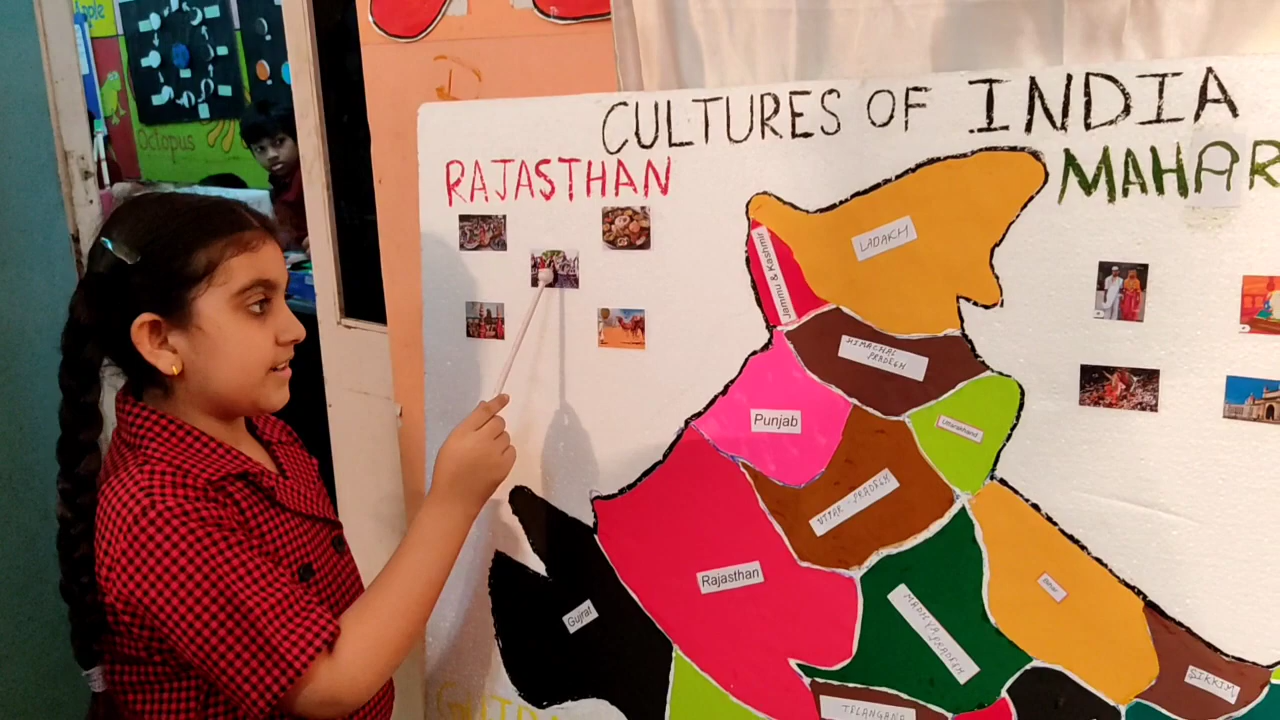 Apple
Octopus
CULTURES OF INDIA
RAJASTHAN
MAHAR
LADAKH
Jammu & Kashmir
HIMACHAL
PRADESH
Punjab
Uttarakhand
UTTAR-PRADESH
Rajasthan
Gujrat
MADHYA PRADESH
Bihar
SIKKIM
TELANGANA